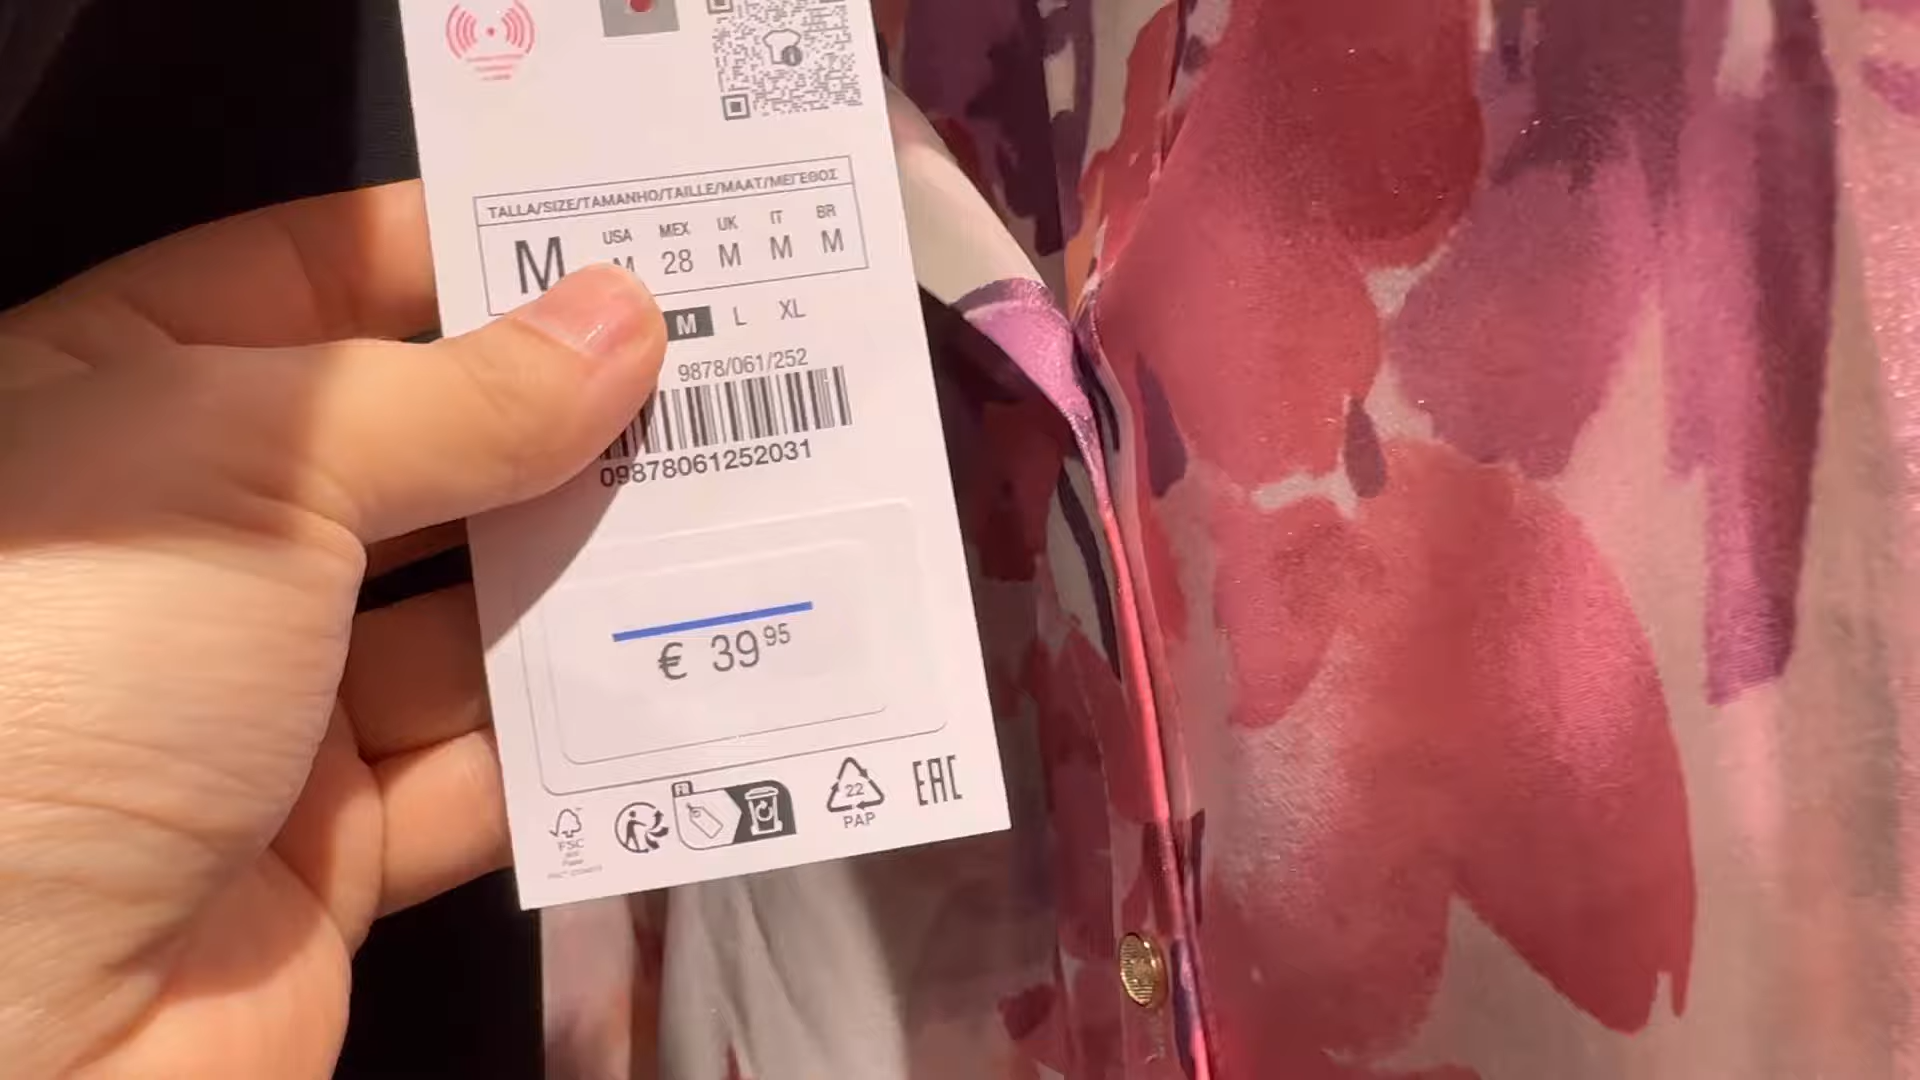 TALLA/SIZE/TAMANHO/TAILLE/MAAT/ΜΕΓΕΘΟΣ
USA MEX UK IT BR
M M 28 M M M
M L XL
9878/061/252
09878061252031
€ 39 95
FR
22
PAP
EAC
FSC